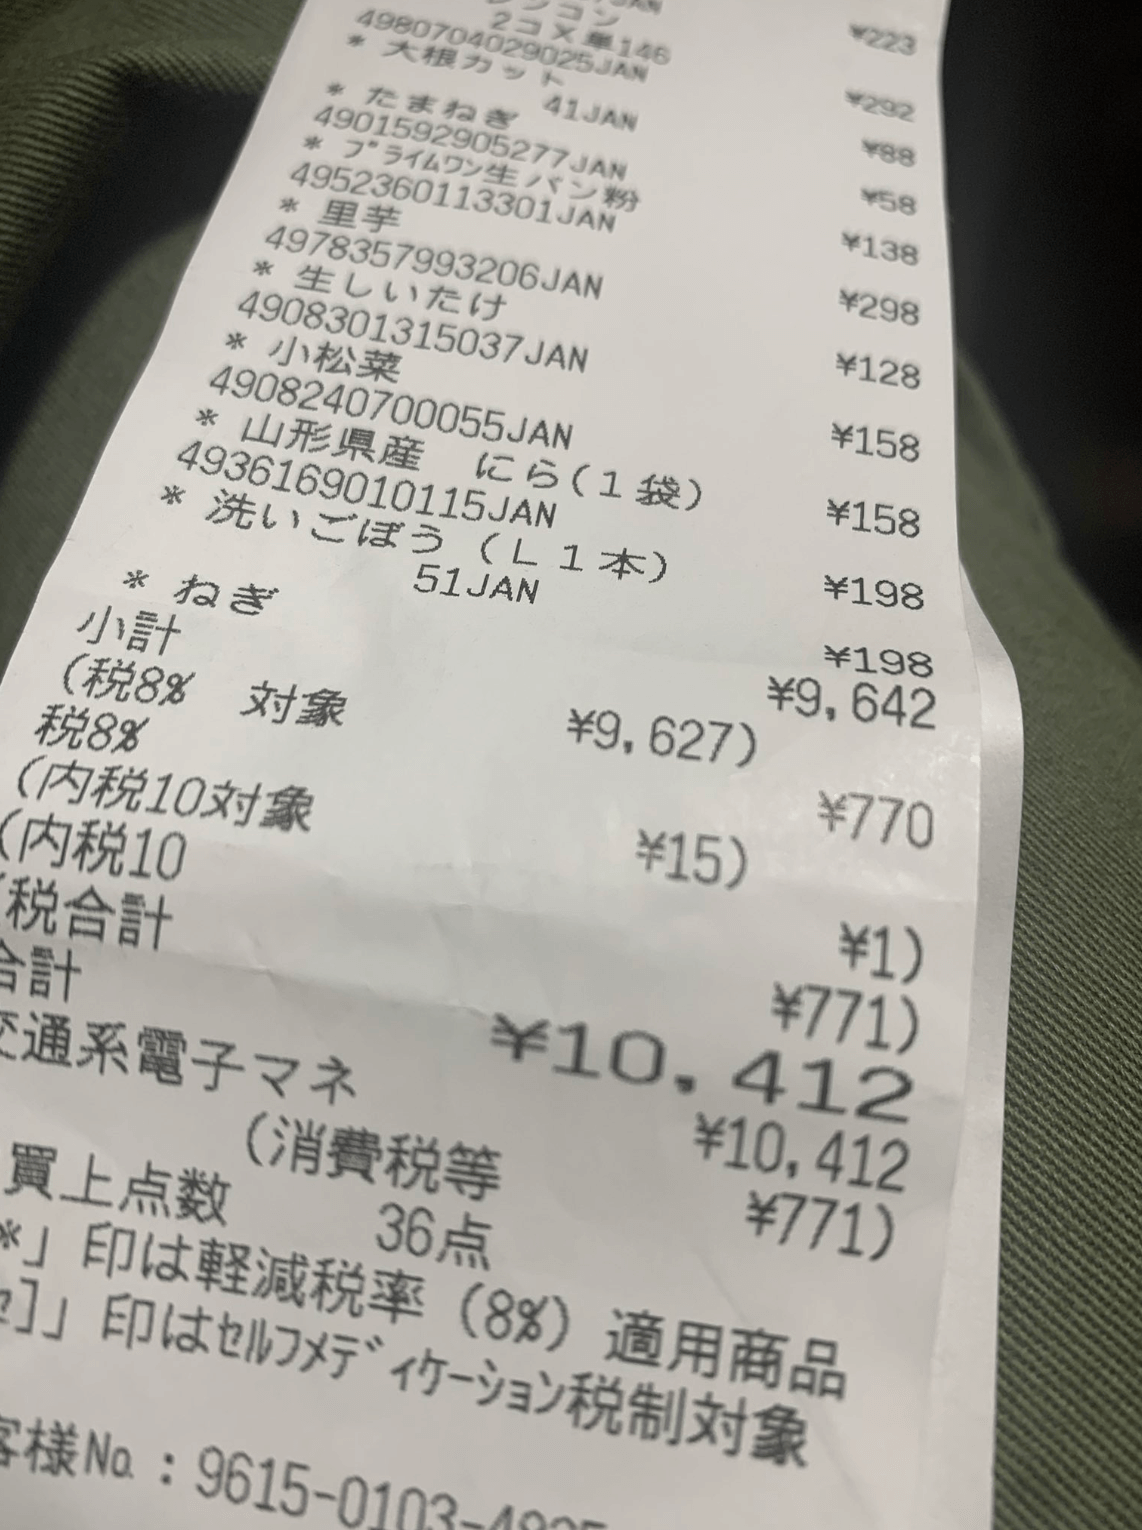 ¥223
2コX単146
4980704029025JAN
¥292
* 大根カット
41JAN
¥88
* たまねぎ
4901592905277JAN
¥58
* プライムワン生パン粉
4952360113301JAN
¥138
* 里芋
4978357993206JAN
¥298
* 生しいたけ
4908301315037JAN
¥128
* 小松菜
4908240700055JAN
¥158
* 山形県産 にら(1袋)
4936169010115JAN
¥158
* 洗いごぼう (L1本)
51JAN
¥198
* ねぎ
¥198
小計 ¥9,642
(税8% 対象 ¥9,627)
税8% ¥770
(内税10対象 ¥15)
(内税10 ¥1)
(税合計 ¥771)
合計 ¥10,412
交通系電子マネ ¥10,412
(消費税等 ¥771)
買上点数 36点
*」印は軽減税率(8%)適用商品
セ]」印はセルフメディケーション税制対象
客様No.:9615-0103-